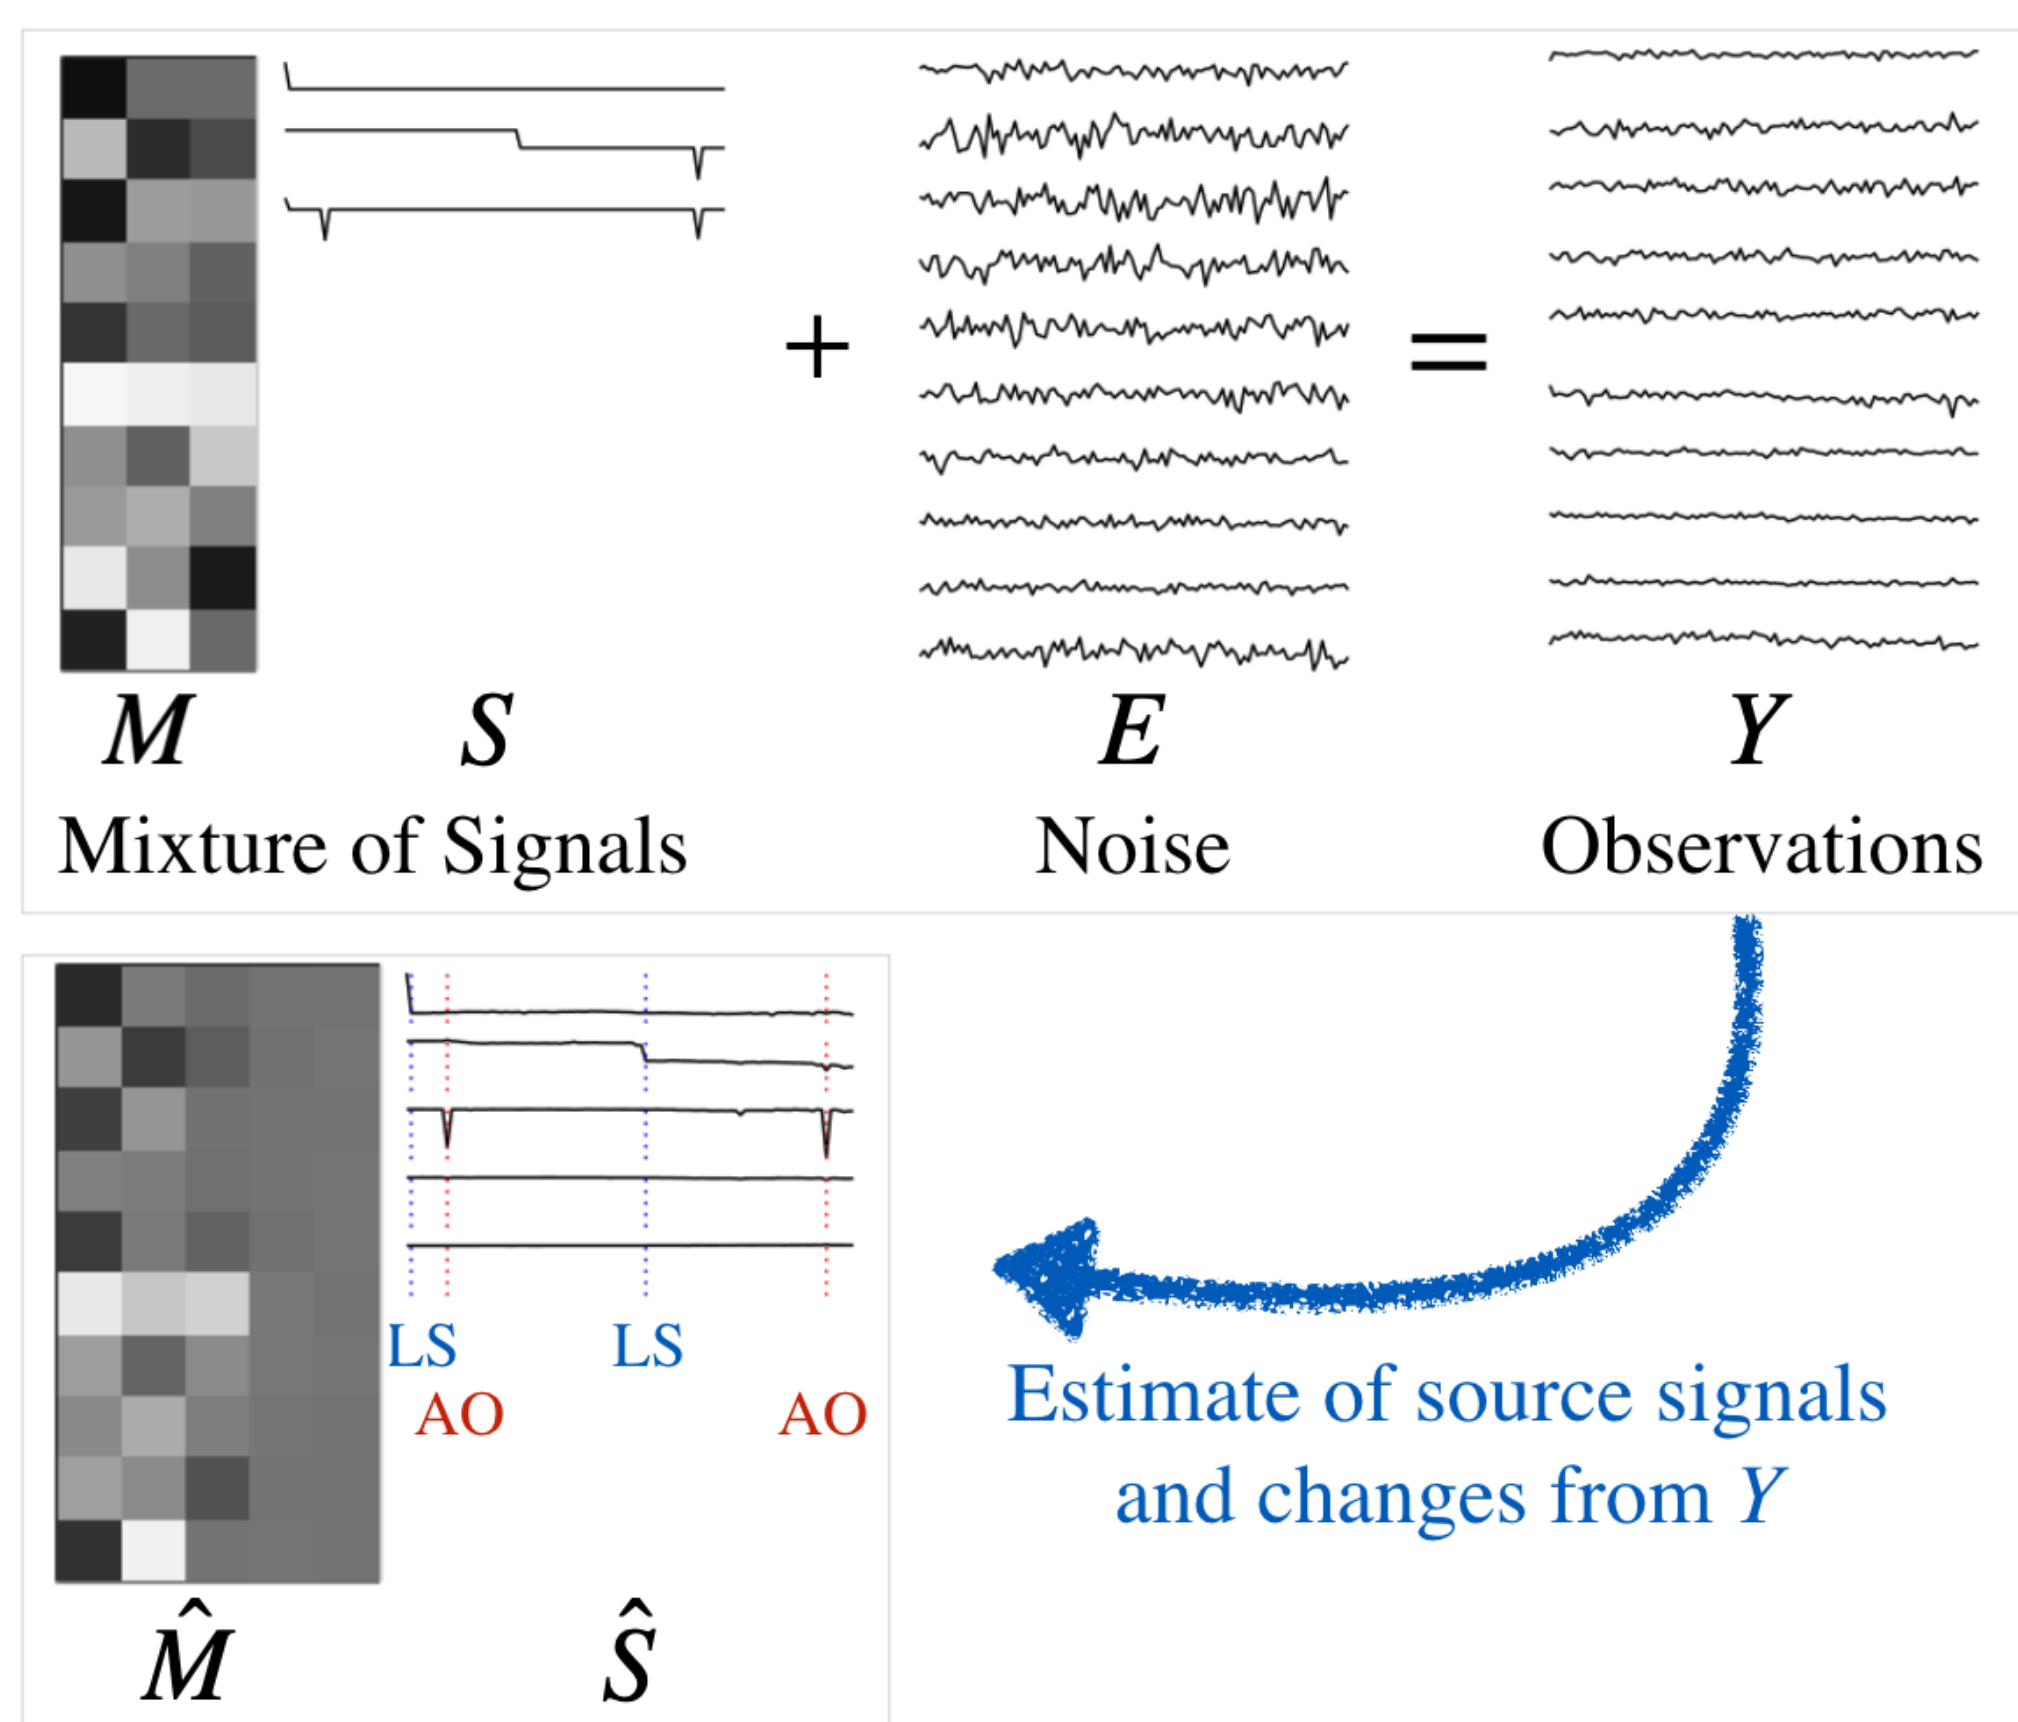 +
=
M S E Y
Mixture of Signals Noise Observations
LS LS
AO AO
Estimate of source signals
and changes from Y
M̂ Ŝ